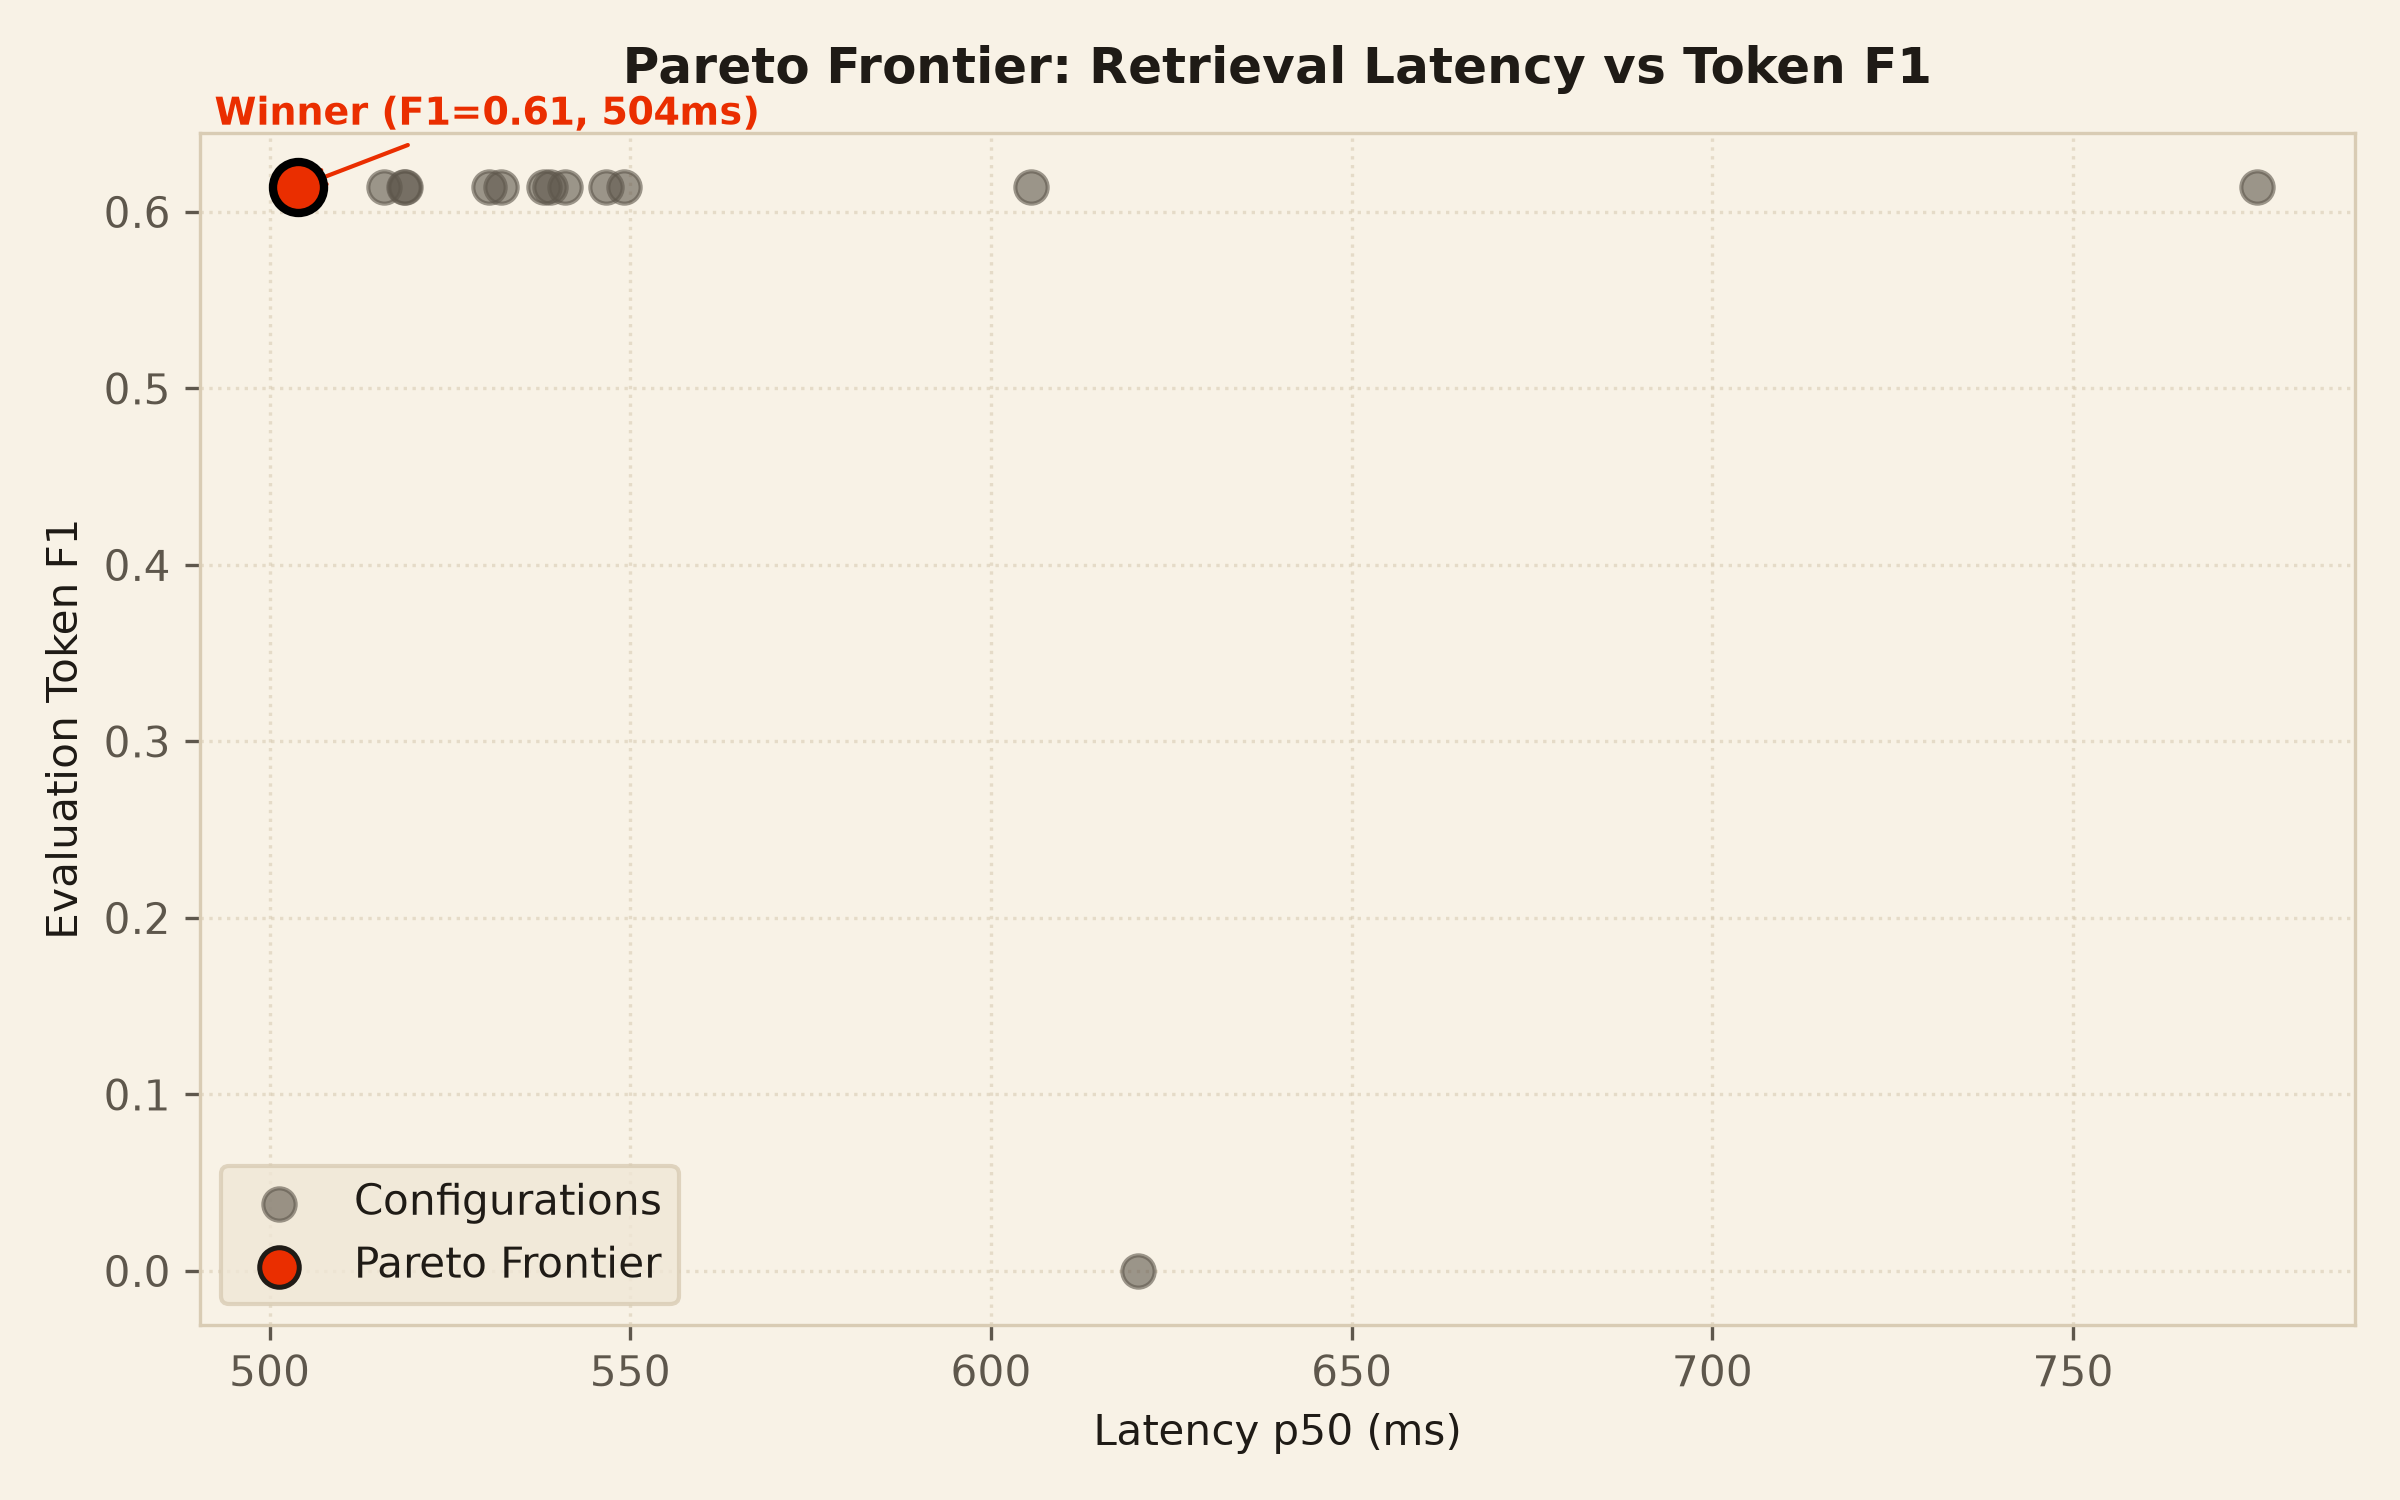 Pareto Frontier: Retrieval Latency vs Token F1
Winner (F1=0.61, 504ms)
Evaluation Token F1
0.6
0.5
0.4
0.3
0.2
0.1
0.0
Configurations
Pareto Frontier
500 550 600 650 700 750
Latency p50 (ms)